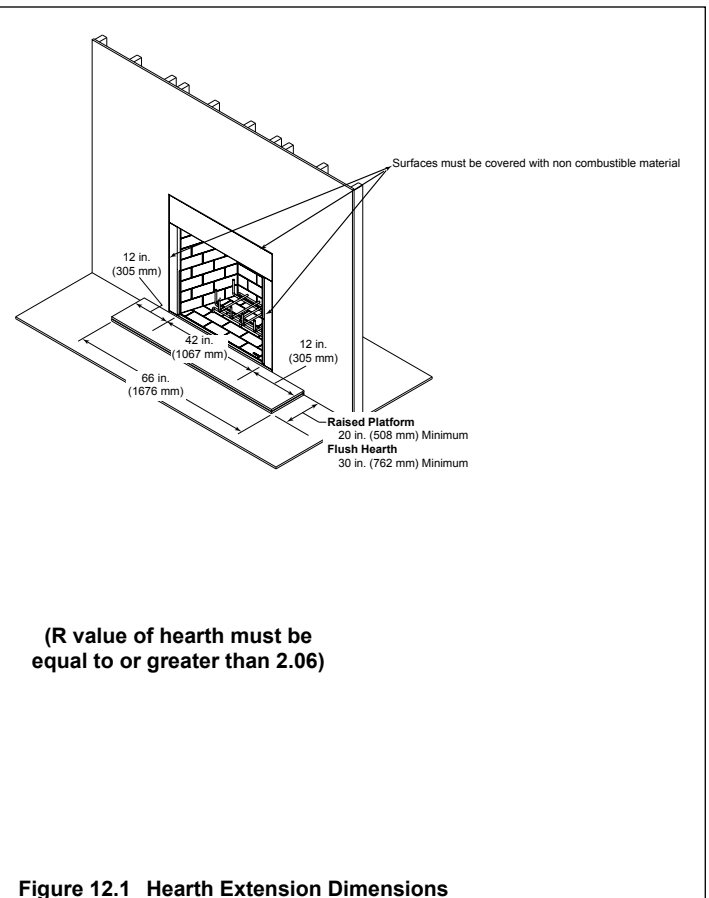 Surfaces must be covered with non combustible material
12 in.
(305 mm)
42 in.
(1067 mm)
12 in.
(305 mm)
66 in.
(1676 mm)
Raised Platform
20 in. (508 mm) Minimum
Flush Hearth
30 in. (762 mm) Minimum
(R value of hearth must be
equal to or greater than 2.06)
Figure 12.1 Hearth Extension Dimensions